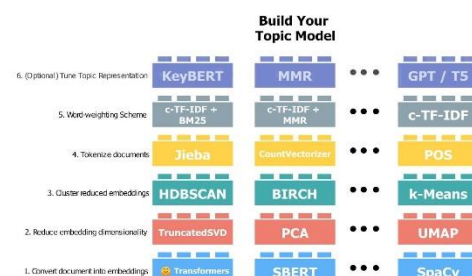 Build Your
Topic Model
6. (Optional) Tune Topic Representation KeyBERT MMR ••• GPT / T5
5. Word-weighting Scheme c-TF-IDF + BM25 c-TF-IDF + MMR ••• c-TF-IDF
4. Tokenize documents Jieba CountVectorizer ••• POS
3. Cluster reduced embeddings HDBSCAN BIRCH ••• k-Means
2. Reduce embedding dimensionality TruncatedSVD PCA ••• UMAP
1. Convert document into embeddings 🤗 Transformers SBERT ••• SpaCy